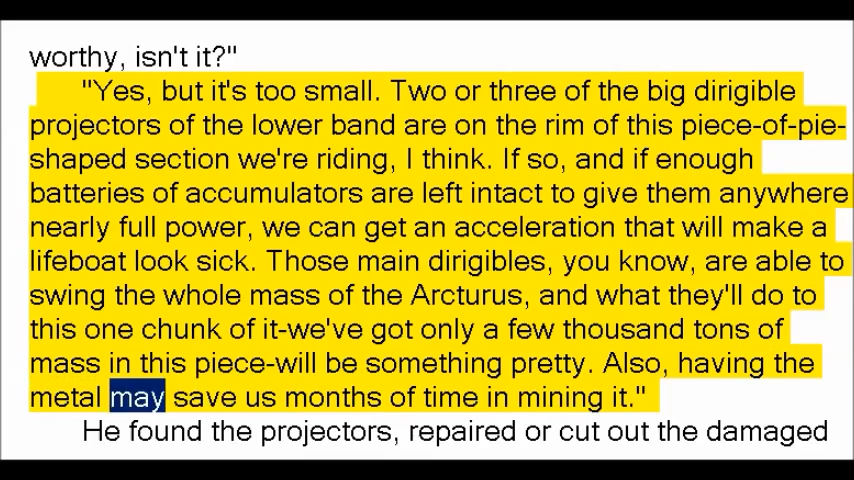 worthy, isn't it?"
"Yes, but it's too small. Two or three of the big dirigible
projectors of the lower band are on the rim of this piece-of-pie-
shaped section we're riding, I think. If so, and if enough
batteries of accumulators are left intact to give them anywhere
nearly full power, we can get an acceleration that will make a
lifeboat look sick. Those main dirigibles, you know, are able to
swing the whole mass of the Arcturus, and what they'll do to
this one chunk of it-we've got only a few thousand tons of
mass in this piece-will be something pretty. Also, having the
metal may save us months of time in mining it."
He found the projectors, repaired or cut out the damaged